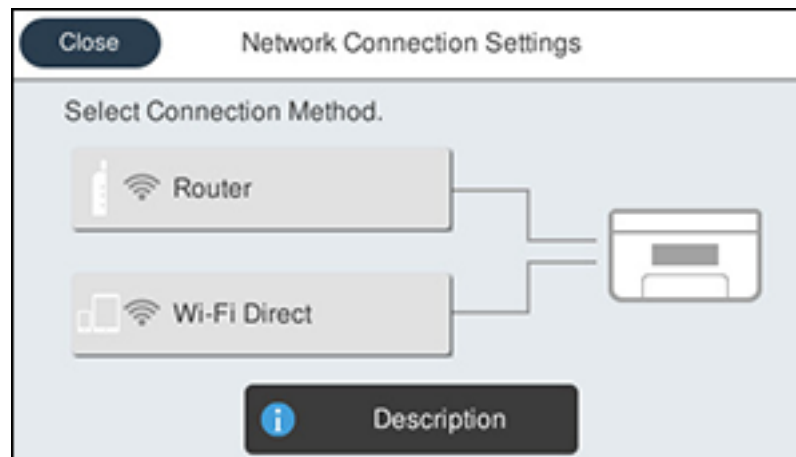 Close
Network Connection Settings
Select Connection Method.
Router
Wi-Fi Direct
Description